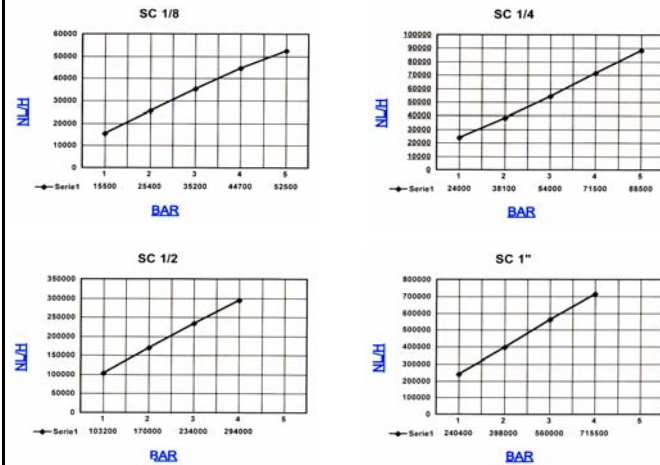 SC 1/8
60000
50000
40000
30000
20000
10000
0
NL/H
1 2 3 4 5
Serie1 15500 25400 35200 44700 52500
BAR
SC 1/4
100000
90000
80000
70000
60000
50000
40000
30000
20000
10000
0
NL/H
1 2 3 4 5
Serie1 24000 38100 54000 71500 88500
BAR
SC 1/2
350000
300000
250000
200000
150000
100000
50000
0
NL/H
1 2 3 4 5
Serie1 103200 170000 234000 294000
BAR
SC 1"
800000
700000
600000
500000
400000
300000
200000
100000
0
NL/H
1 2 3 4 5
Serie1 240400 398000 560000 715500
BAR